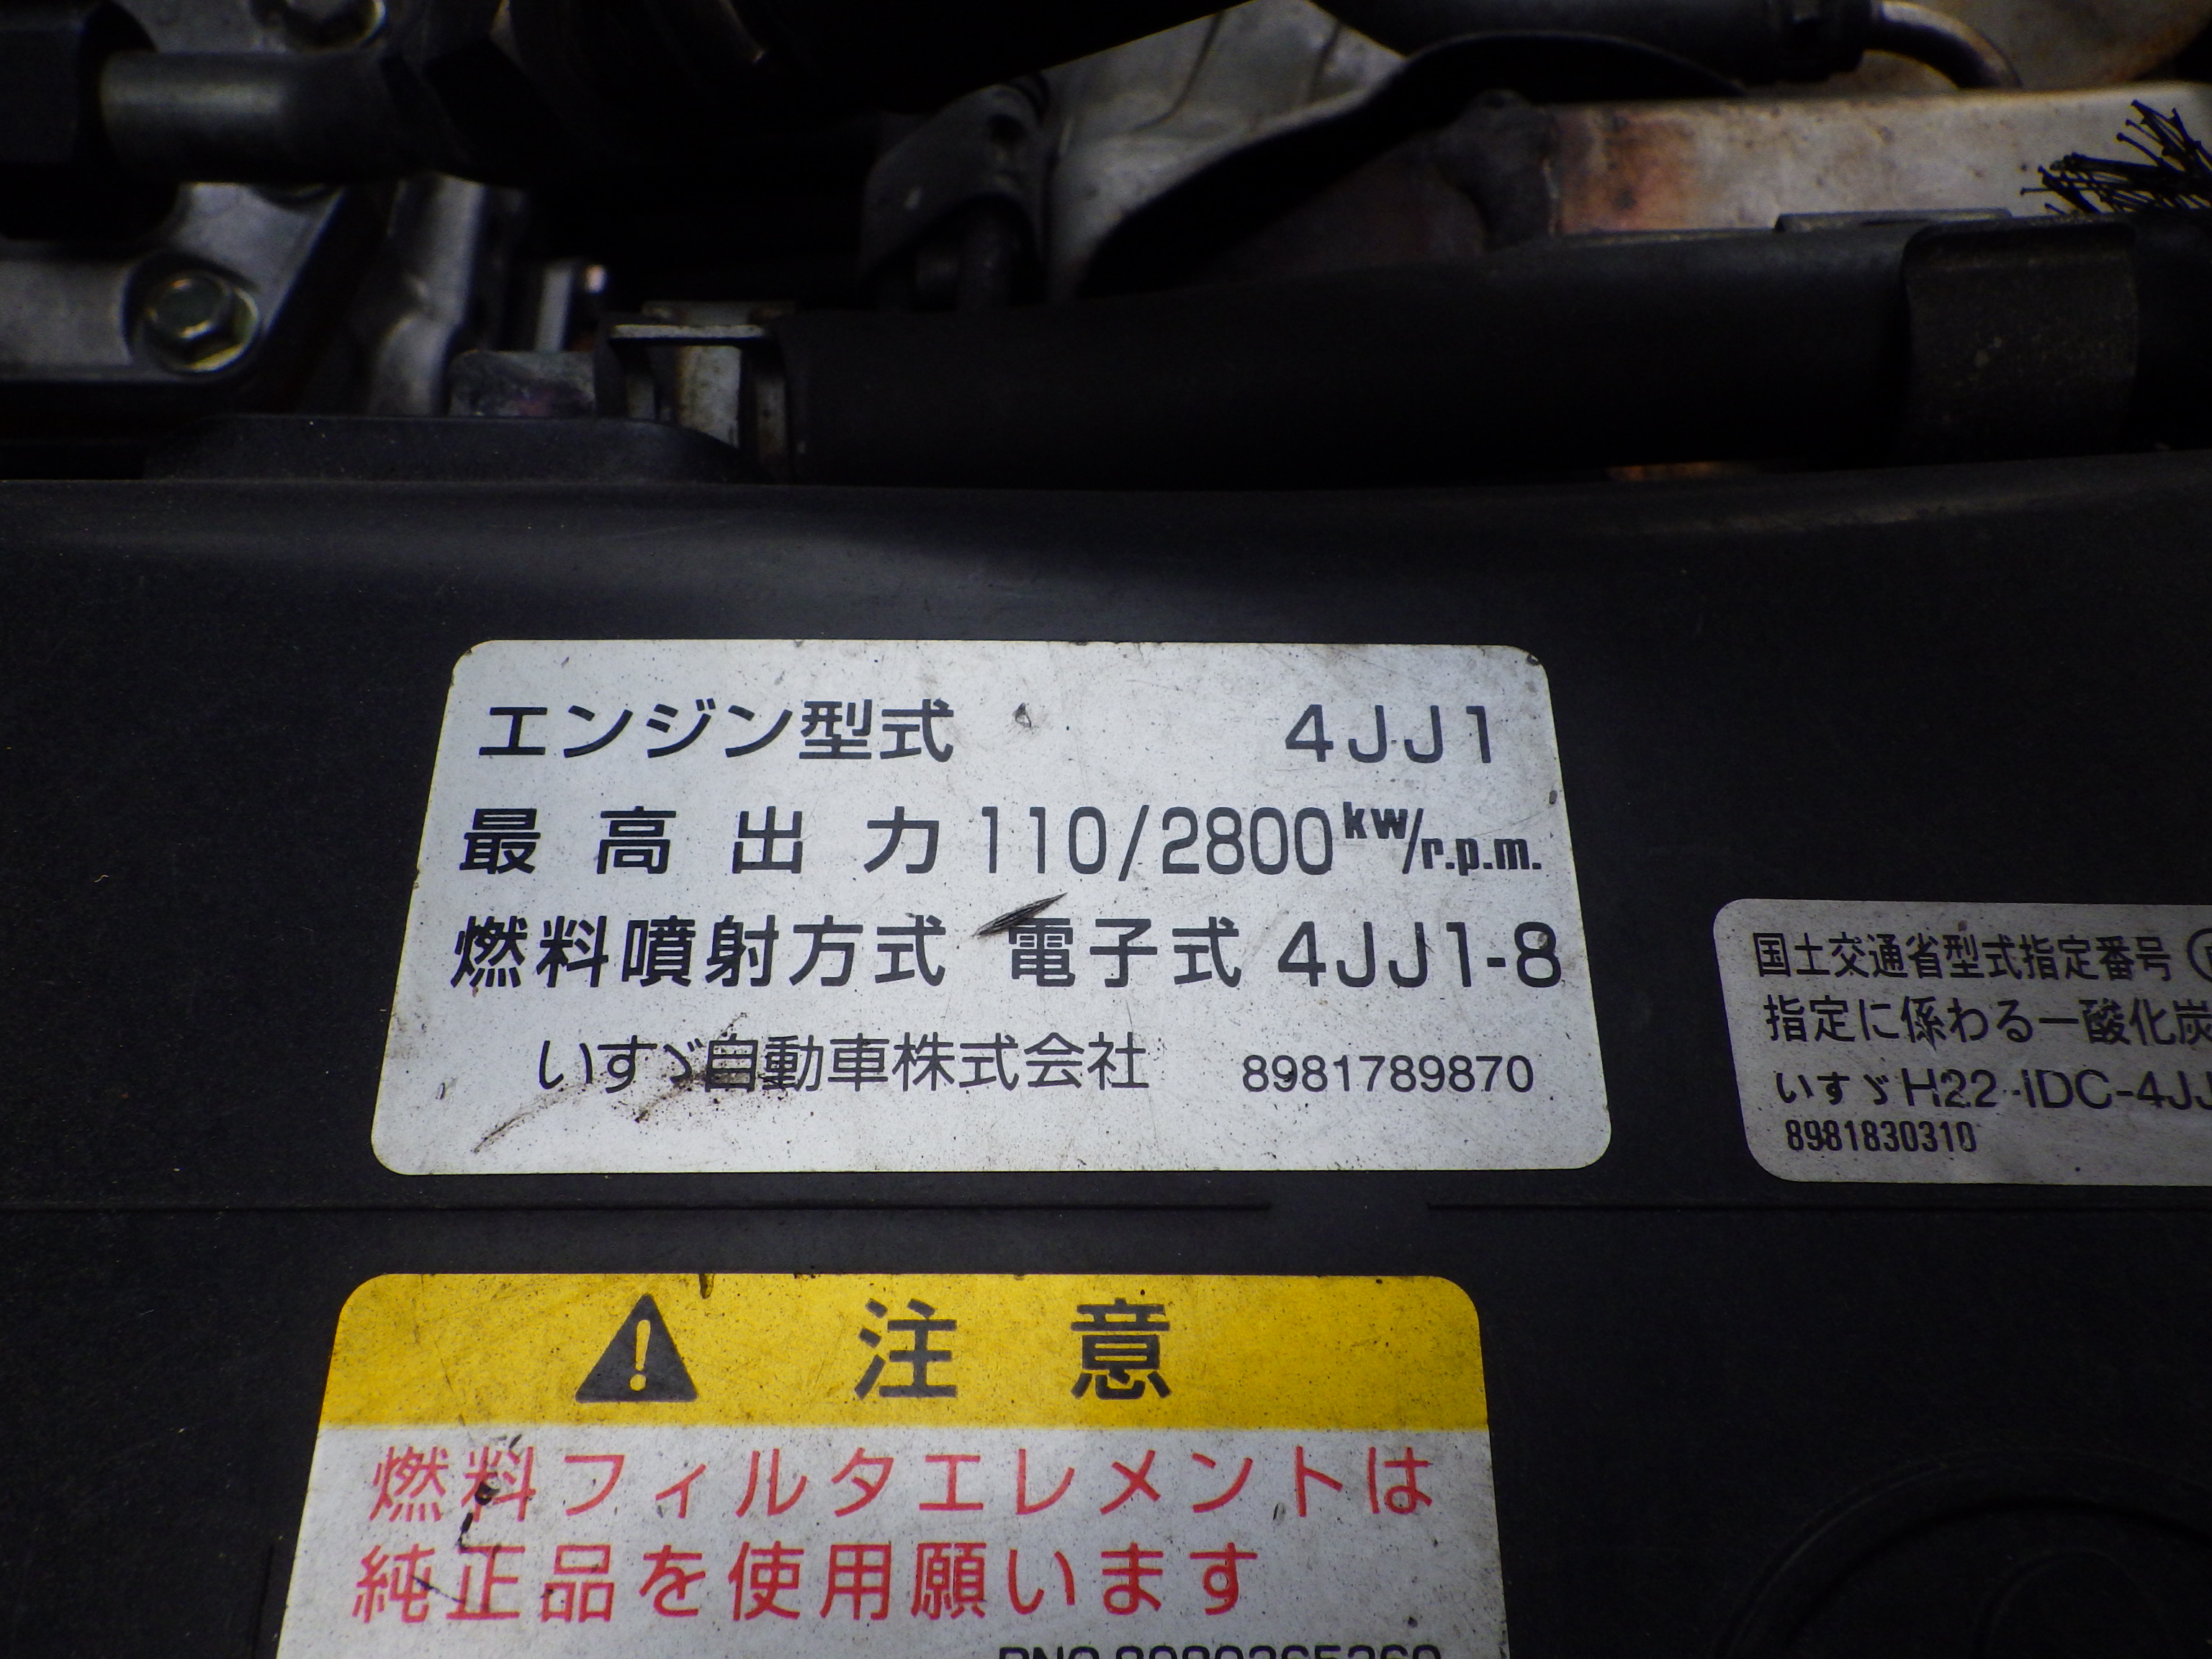 エンジン型式 4JJ1
最高出力 110/2800kw/r.p.m.
燃料噴射方式 電子式 4JJ1-8
いすゞ自動車株式会社 8981789870
国土交通省型式指定番号
指定に係わる一酸化炭
いすゞH22-IDC-4JJ
8981830310
注意
燃料フィルタエレメントは
純正品を使用願います